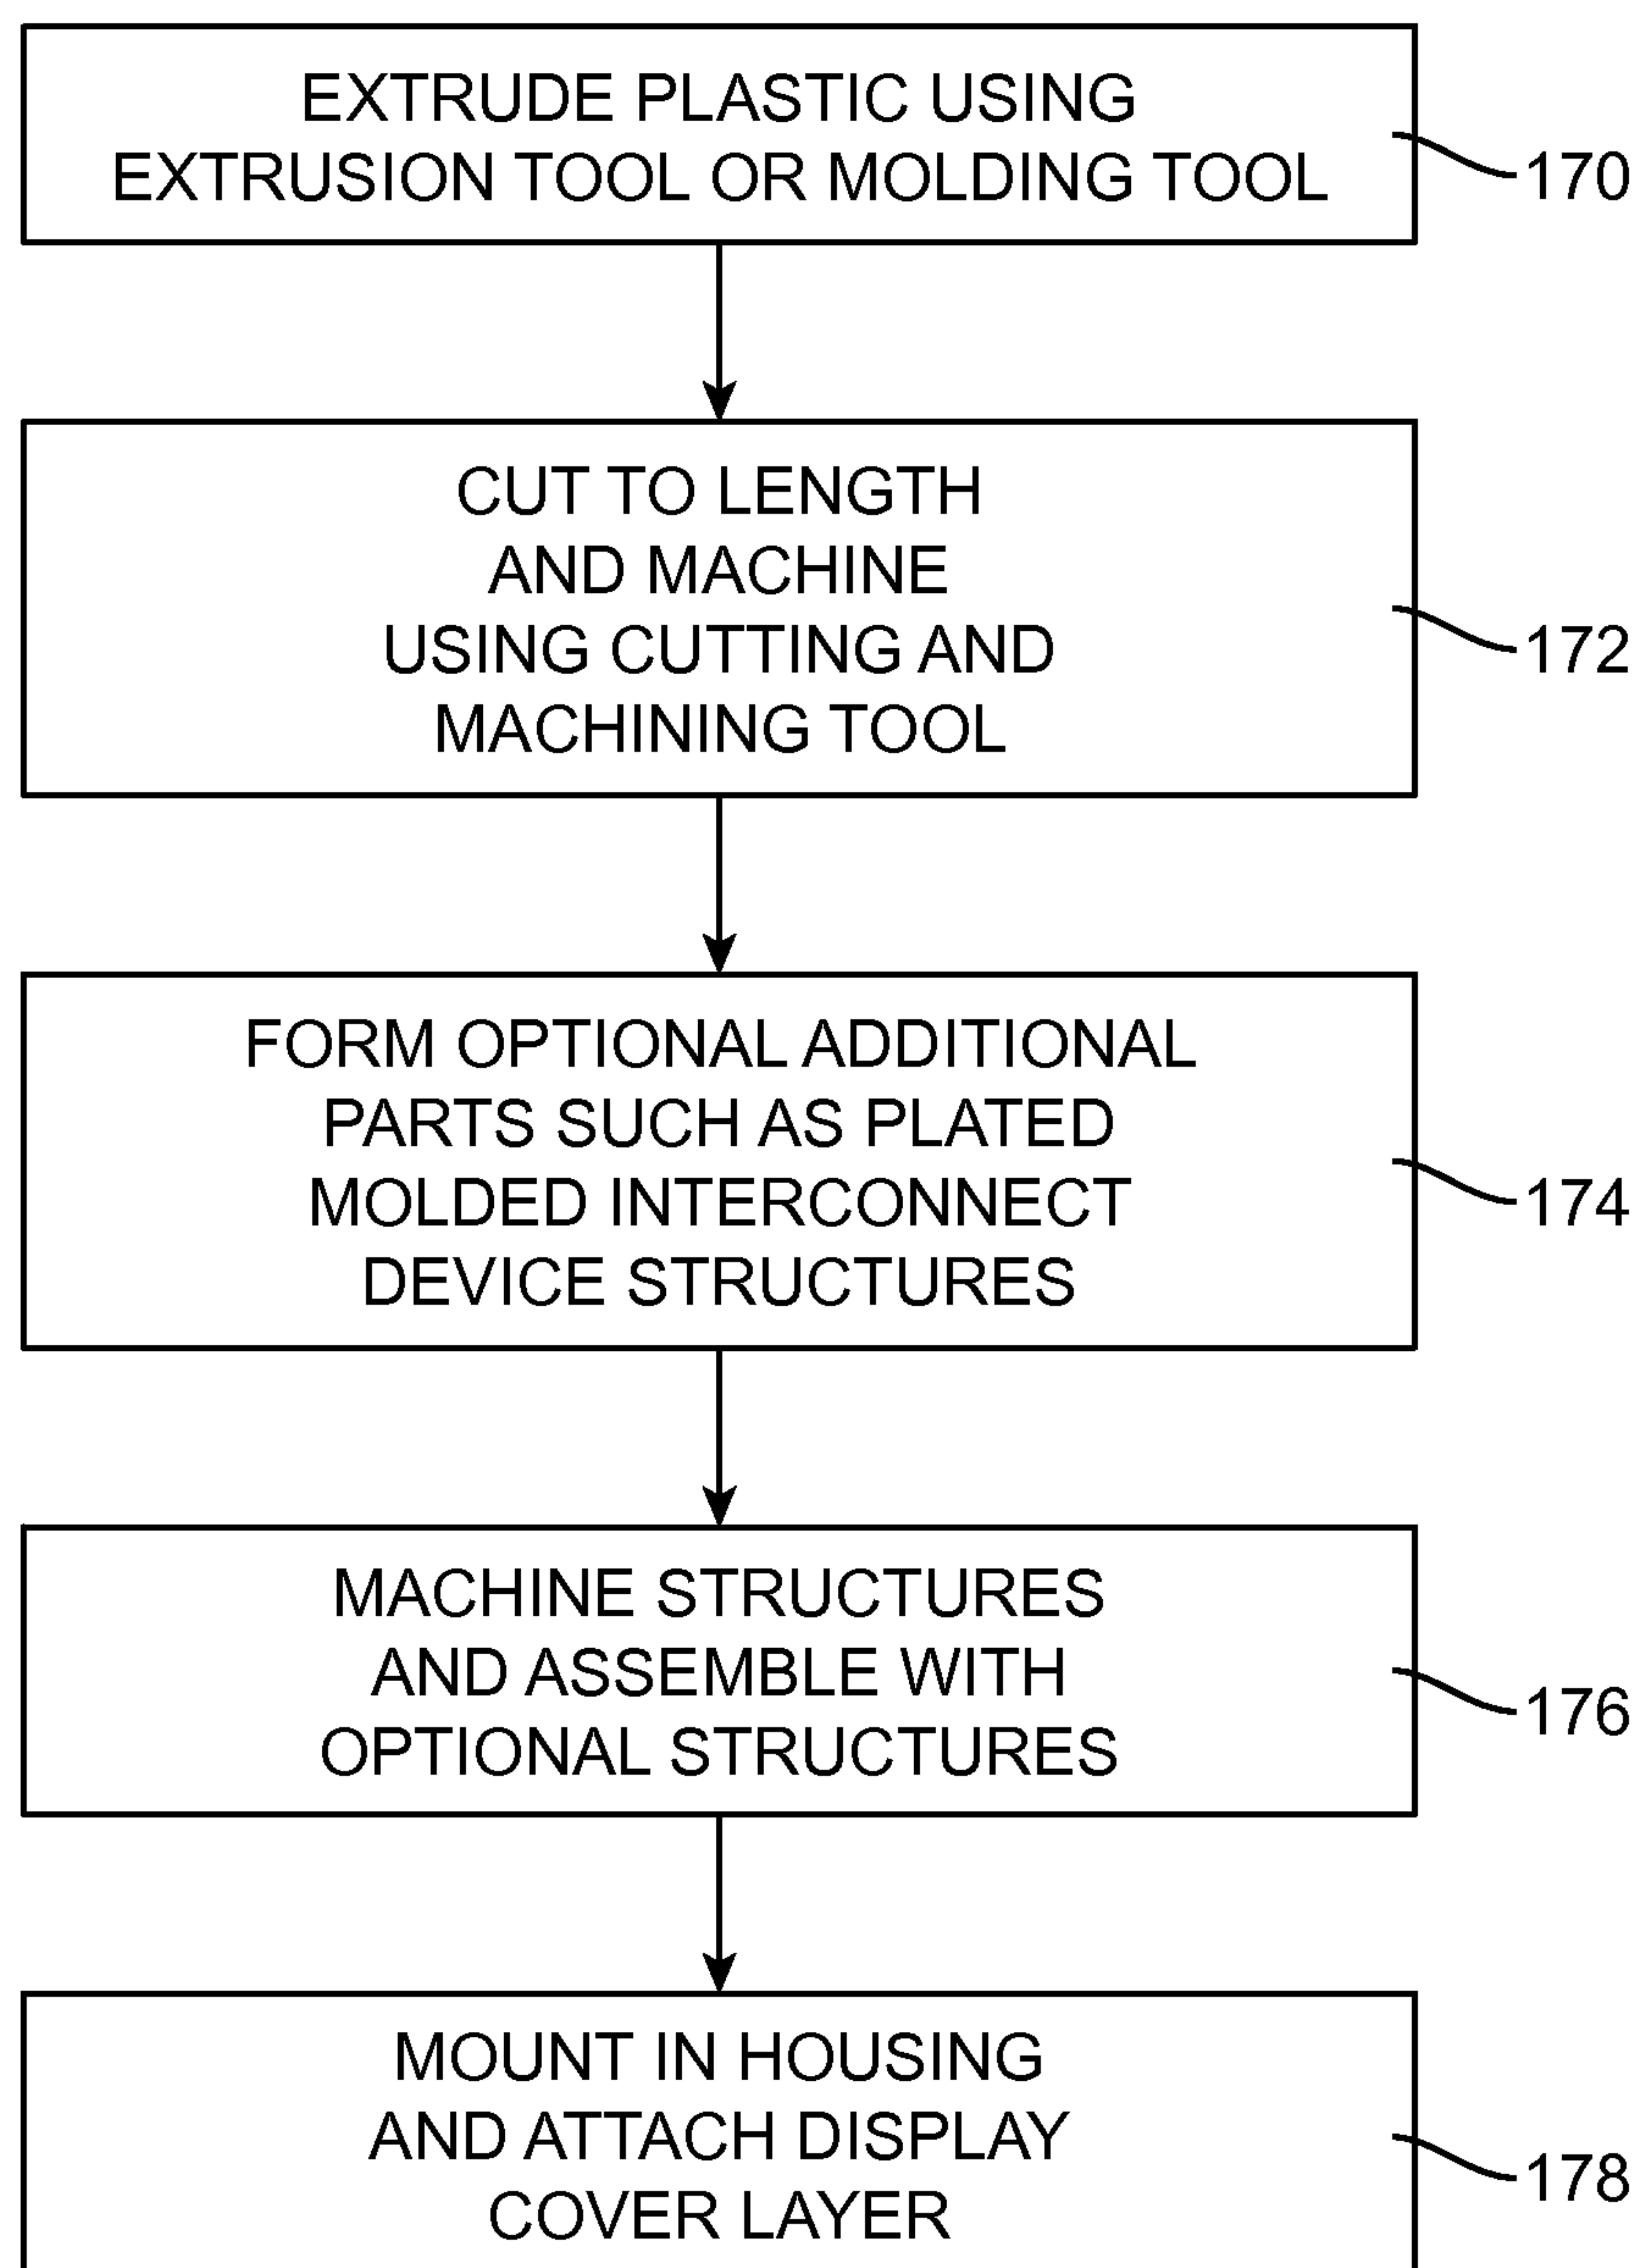 EXTRUDE PLASTIC USING
EXTRUSION TOOL OR MOLDING TOOL
170
CUT TO LENGTH
AND MACHINE
USING CUTTING AND
MACHINING TOOL
172
FORM OPTIONAL ADDITIONAL
PARTS SUCH AS PLATED
MOLDED INTERCONNECT
DEVICE STRUCTURES
174
MACHINE STRUCTURES
AND ASSEMBLE WITH
OPTIONAL STRUCTURES
176
MOUNT IN HOUSING
AND ATTACH DISPLAY
COVER LAYER
178